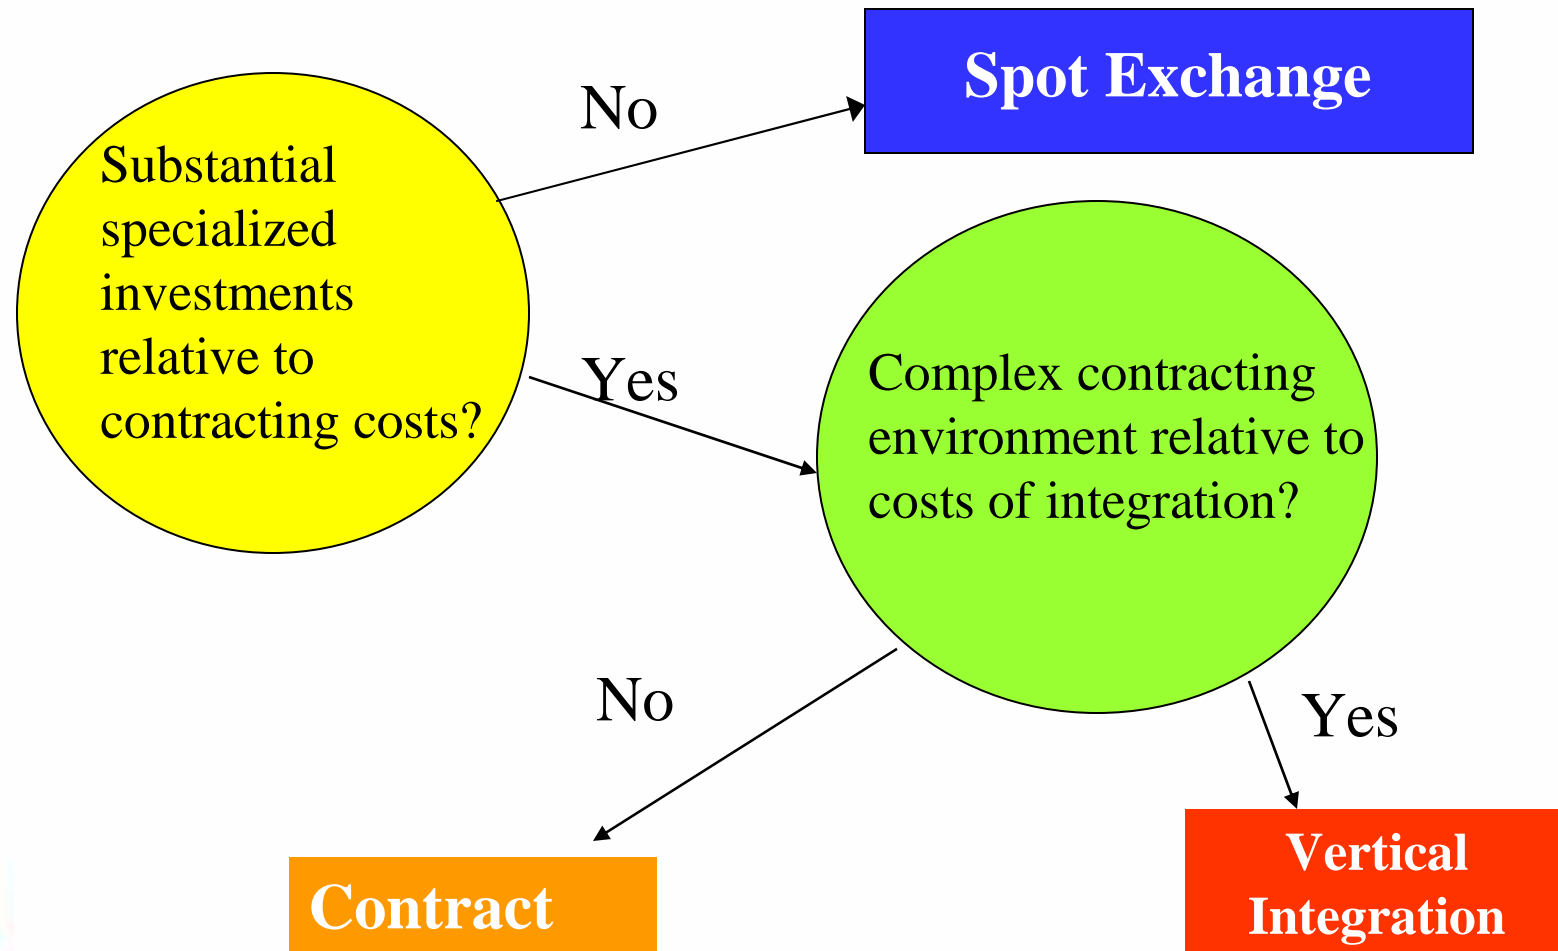 Spot Exchange
No
Substantial
specialized
investments
relative to
contracting costs?
Yes
Complex contracting
environment relative to
costs of integration?
No
Yes
Contract
Vertical
Integration